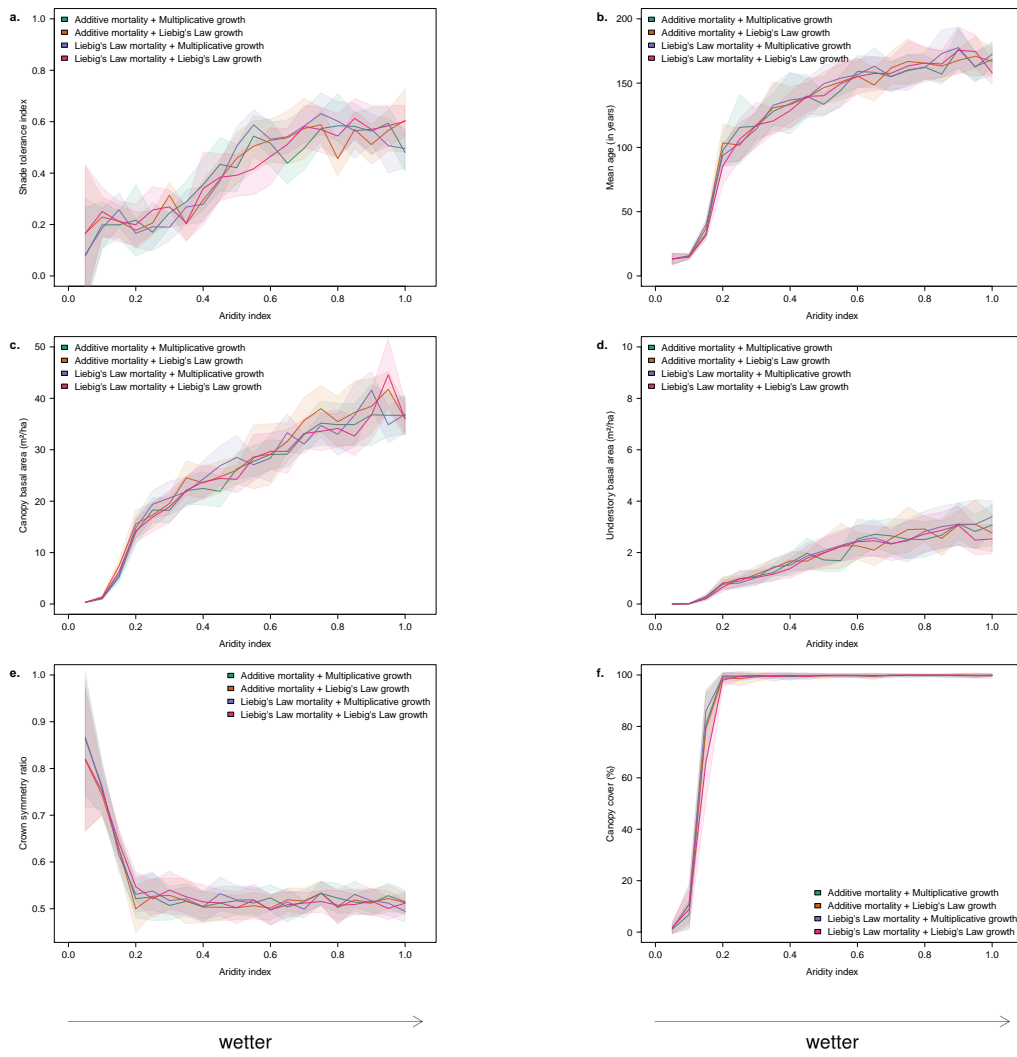 a.
Additive mortality + Multiplicative growth
Additive mortality + Liebig's Law growth
Liebig's Law mortality + Multiplicative growth
Liebig's Law mortality + Liebig's Law growth
Shade tolerance index
1.0
0.8
0.6
0.4
0.2
0.0
0.0 0.2 0.4 0.6 0.8 1.0
Aridity index
b.
Additive mortality + Multiplicative growth
Additive mortality + Liebig's Law growth
Liebig's Law mortality + Multiplicative growth
Liebig's Law mortality + Liebig's Law growth
Mean age (in years)
200
150
100
50
0
0.0 0.2 0.4 0.6 0.8 1.0
Aridity index
c.
Additive mortality + Multiplicative growth
Additive mortality + Liebig's Law growth
Liebig's Law mortality + Multiplicative growth
Liebig's Law mortality + Liebig's Law growth
Canopy basal area (m²/ha)
50
40
30
20
10
0
0.0 0.2 0.4 0.6 0.8 1.0
Aridity index
d.
Additive mortality + Multiplicative growth
Additive mortality + Liebig's Law growth
Liebig's Law mortality + Multiplicative growth
Liebig's Law mortality + Liebig's Law growth
Understory basal area (m²/ha)
10
8
6
4
2
0
0.0 0.2 0.4 0.6 0.8 1.0
Aridity index
e.
Additive mortality + Multiplicative growth
Additive mortality + Liebig's Law growth
Liebig's Law mortality + Multiplicative growth
Liebig's Law mortality + Liebig's Law growth
Crown symmetry ratio
1.0
0.9
0.8
0.7
0.6
0.5
0.0 0.2 0.4 0.6 0.8 1.0
Aridity index
f.
Canopy cover (%)
100
80
60
40
20
0
Additive mortality + Multiplicative growth
Additive mortality + Liebig's Law growth
Liebig's Law mortality + Multiplicative growth
Liebig's Law mortality + Liebig's Law growth
0.0 0.2 0.4 0.6 0.8 1.0
Aridity index
wetter
wetter